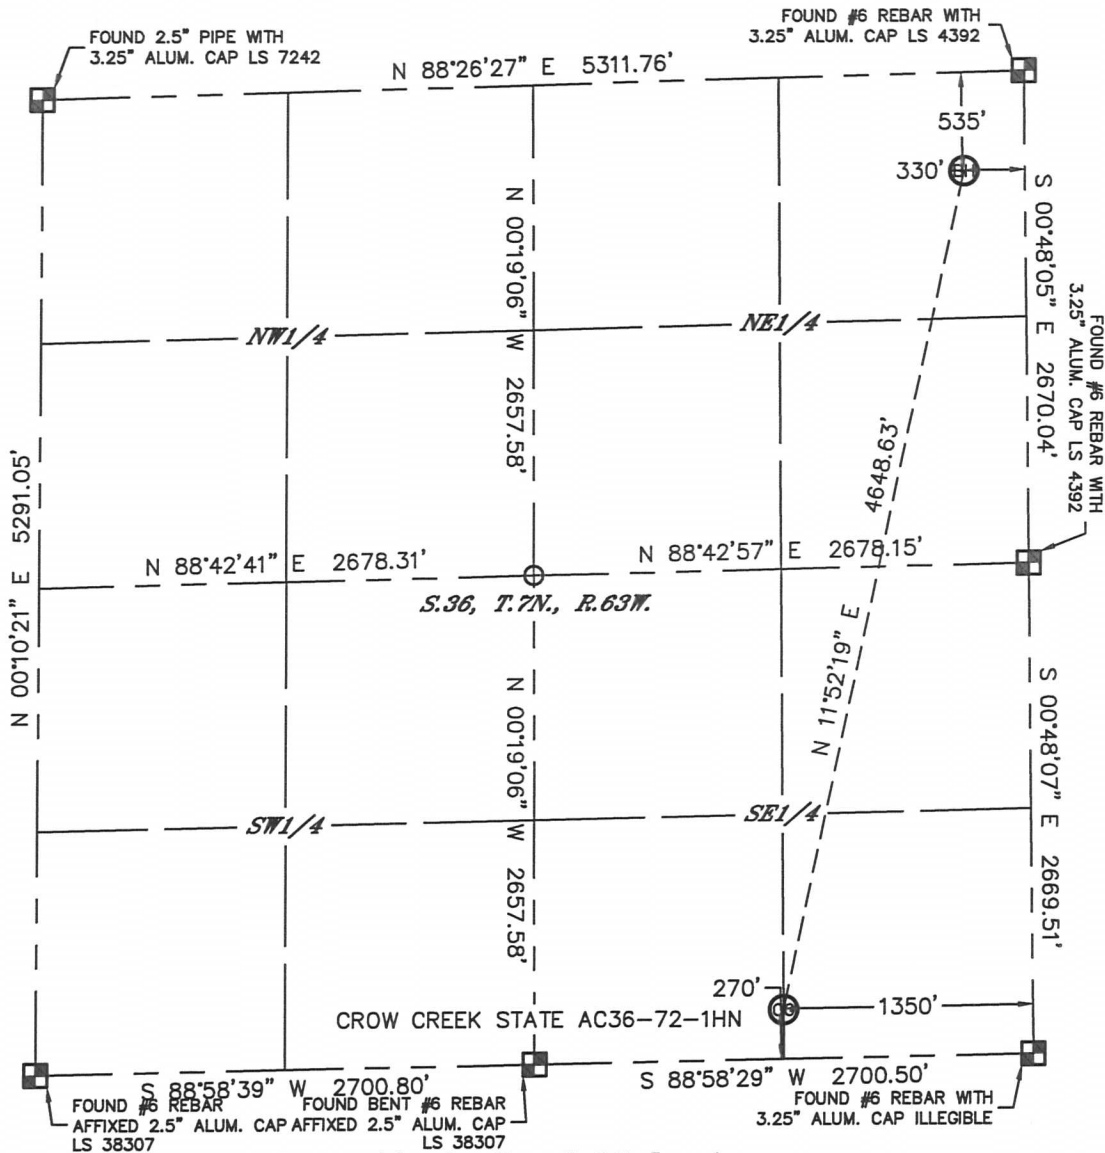 FOUND 2.5" PIPE WITH
3.25" ALUM. CAP LS 7242
FOUND #6 REBAR WITH
3.25" ALUM. CAP LS 4392
N 88°26'27" E 5311.76'
535'
330'
BH
S 00°48'05" E 2670.04'
N 00°19'06" W 2657.58'
FOUND #6 REBAR WITH
3.25" ALUM. CAP LS 4392
NW1/4
NE1/4
4648.63'
N 00°10'21" E 5291.05'
N 88°42'41" E 2678.31'
N 88°42'57" E 2678.15'
S.36, T.7N., R.63W.
N 11°52'19" E
N 00°19'06" W 2657.58'
S 00°48'07" E 2669.51'
SW1/4
SE1/4
270'
1350'
CROW CREEK STATE AC36-72-1HN
S 88°58'39" W 2700.80'
S 88°58'29" W 2700.50'
FOUND #6 REBAR
AFFIXED 2.5" ALUM. CAP
LS 38307
FOUND BENT #6 REBAR
AFFIXED 2.5" ALUM. CAP
LS 38307
FOUND #6 REBAR WITH
3.25" ALUM. CAP ILLEGIBLE